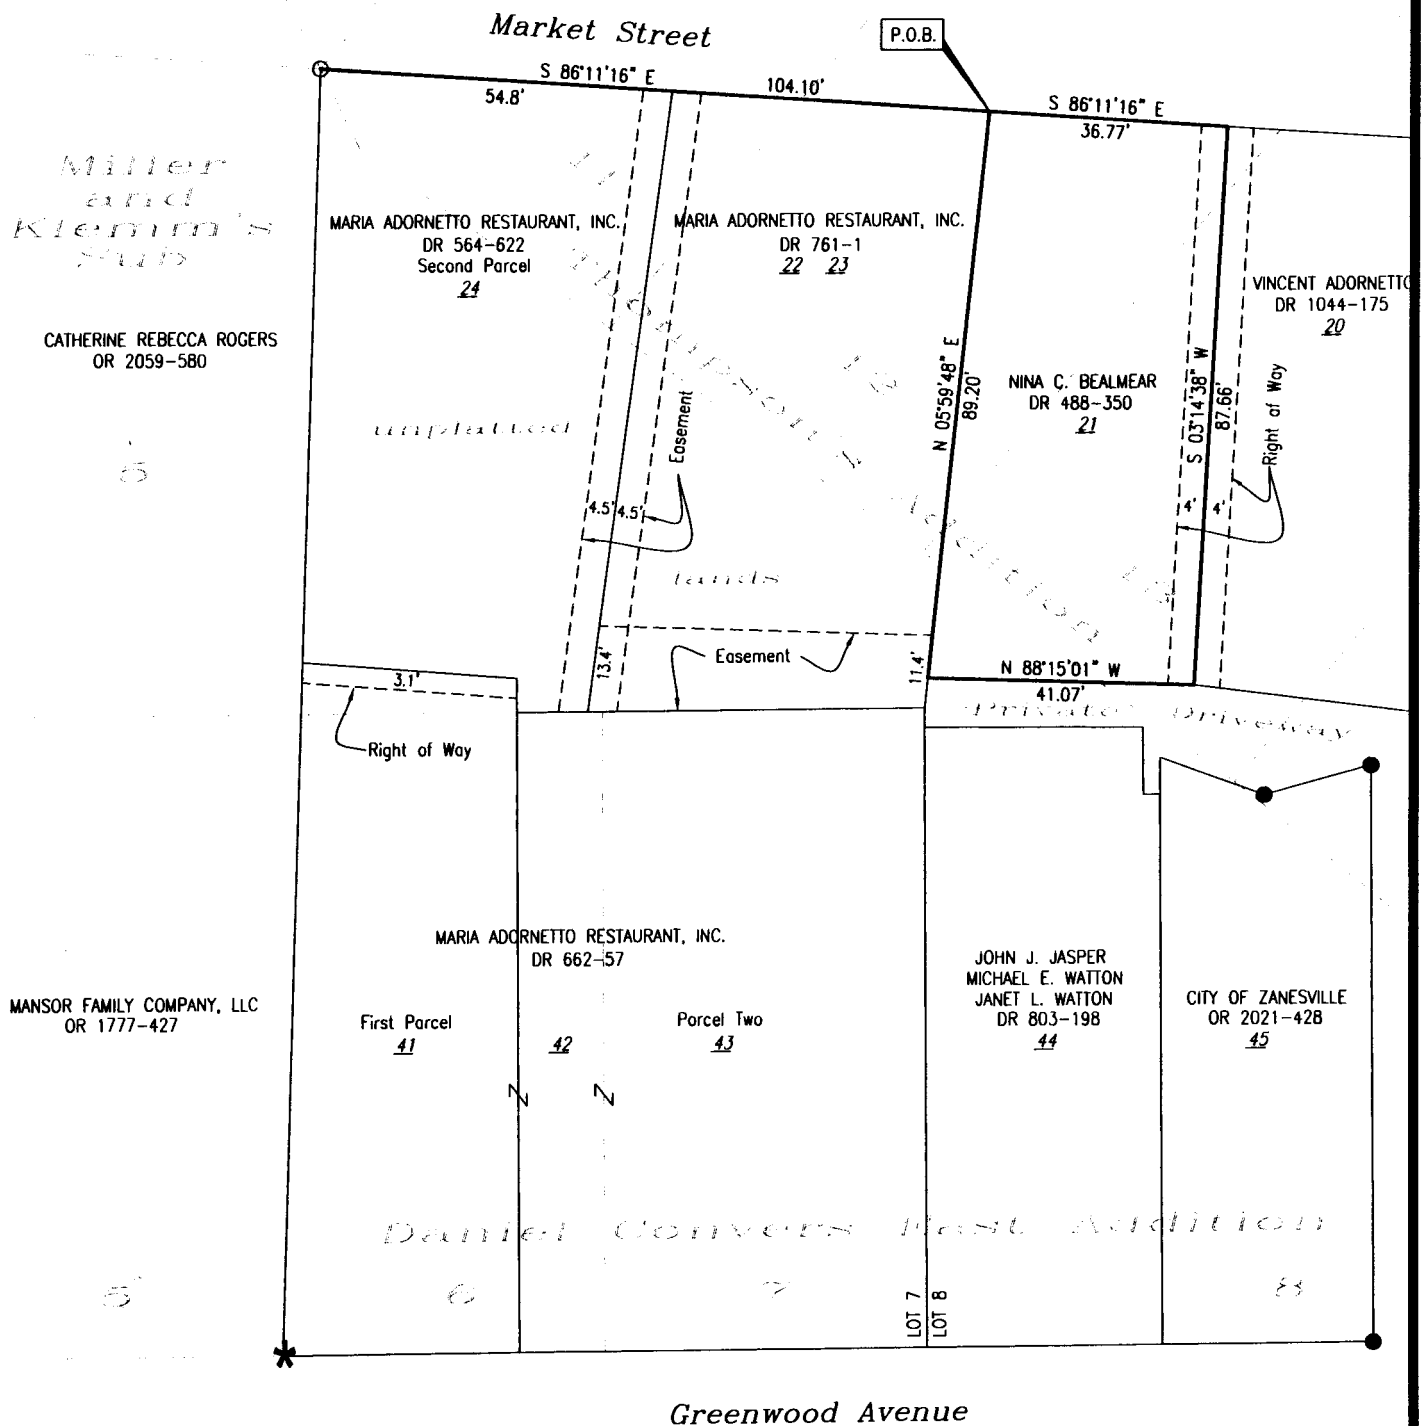 Market Street
P.O.B.
S 86°11'16" E
104.10'
54.8'
S 86°11'16" E
36.77'
Miller
and
Klemm's
Sub
11
MARIA ADORNETTO RESTAURANT, INC.
DR 564-622
Second Parcel
24
MARIA ADORNETTO RESTAURANT, INC.
DR 761-1
22 23
VINCENT ADORNETTO
DR 1044-175
20
CATHERINE REBECCA ROGERS
OR 2059-580
Thompson's Addition
12
N 05°59'48" E
89.20'
NINA C. BEALMEAR
DR 488-350
21
S 03°14'38" W
87.66'
Right of Way
Easement
unplatted
5
4.5' 4.5'
4' 4'
lands
13
Easement
13.4'
11.4'
N 88°15'01" W
41.07'
3.1'
Right of Way
Private Driveway
MARIA ADORNETTO RESTAURANT, INC.
DR 662-57
JOHN J. JASPER
MICHAEL E. WATTON
JANET L. WATTON
DR 803-198
44
MANSOR FAMILY COMPANY, LLC
OR 1777-427
CITY OF ZANESVILLE
OR 2021-428
45
First Parcel
41
42
Parcel Two
43
Z Z
Daniel Convers East Addition
5 6 7 8
LOT 7
LOT 8
Greenwood Avenue